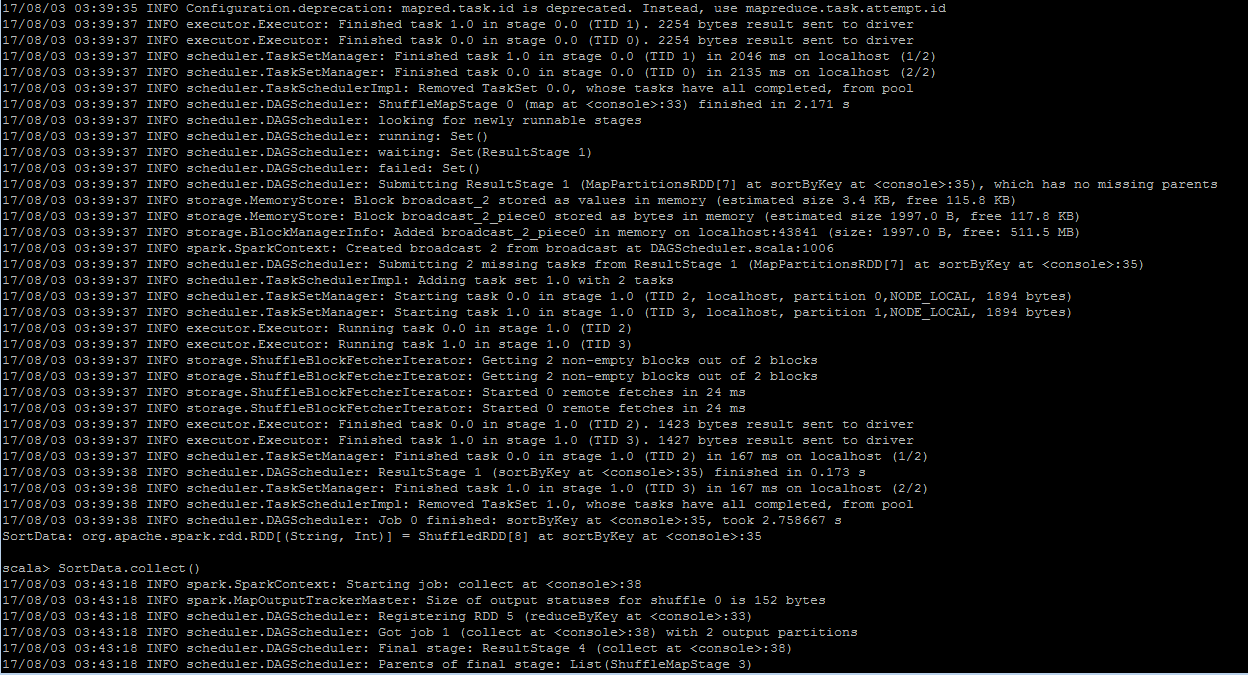 17/08/03 03:39:35 INFO Configuration.deprecation: mapred.task.id is deprecated. Instead, use mapreduce.task.attempt.id
17/08/03 03:39:37 INFO executor.Executor: Finished task 1.0 in stage 0.0 (TID 1). 2254 bytes result sent to driver
17/08/03 03:39:37 INFO executor.Executor: Finished task 0.0 in stage 0.0 (TID 0). 2254 bytes result sent to driver
17/08/03 03:39:37 INFO scheduler.TaskSetManager: Finished task 1.0 in stage 0.0 (TID 1) in 2046 ms on localhost (1/2)
17/08/03 03:39:37 INFO scheduler.TaskSetManager: Finished task 0.0 in stage 0.0 (TID 0) in 2135 ms on localhost (2/2)
17/08/03 03:39:37 INFO scheduler.TaskSchedulerImpl: Removed TaskSet 0.0, whose tasks have all completed, from pool
17/08/03 03:39:37 INFO scheduler.DAGScheduler: ShuffleMapStage 0 (map at <console>:33) finished in 2.171 s
17/08/03 03:39:37 INFO scheduler.DAGScheduler: looking for newly runnable stages
17/08/03 03:39:37 INFO scheduler.DAGScheduler: running: Set()
17/08/03 03:39:37 INFO scheduler.DAGScheduler: waiting: Set(ResultStage 1)
17/08/03 03:39:37 INFO scheduler.DAGScheduler: failed: Set()
17/08/03 03:39:37 INFO scheduler.DAGScheduler: Submitting ResultStage 1 (MapPartitionsRDD[7] at sortByKey at <console>:35), which has no missing parents
17/08/03 03:39:37 INFO storage.MemoryStore: Block broadcast_2 stored as values in memory (estimated size 3.4 KB, free 115.8 KB)
17/08/03 03:39:37 INFO storage.MemoryStore: Block broadcast_2_piece0 stored as bytes in memory (estimated size 1997.0 B, free 117.8 KB)
17/08/03 03:39:37 INFO storage.BlockManagerInfo: Added broadcast_2_piece0 in memory on localhost:43841 (size: 1997.0 B, free: 511.5 MB)
17/08/03 03:39:37 INFO spark.SparkContext: Created broadcast 2 from broadcast at DAGScheduler.scala:1006
17/08/03 03:39:37 INFO scheduler.DAGScheduler: Submitting 2 missing tasks from ResultStage 1 (MapPartitionsRDD[7] at sortByKey at <console>:35)
17/08/03 03:39:37 INFO scheduler.TaskSchedulerImpl: Adding task set 1.0 with 2 tasks
17/08/03 03:39:37 INFO scheduler.TaskSetManager: Starting task 0.0 in stage 1.0 (TID 2, localhost, partition 0,NODE_LOCAL, 1894 bytes)
17/08/03 03:39:37 INFO scheduler.TaskSetManager: Starting task 1.0 in stage 1.0 (TID 3, localhost, partition 1,NODE_LOCAL, 1894 bytes)
17/08/03 03:39:37 INFO executor.Executor: Running task 0.0 in stage 1.0 (TID 2)
17/08/03 03:39:37 INFO executor.Executor: Running task 1.0 in stage 1.0 (TID 3)
17/08/03 03:39:37 INFO storage.ShuffleBlockFetcherIterator: Getting 2 non-empty blocks out of 2 blocks
17/08/03 03:39:37 INFO storage.ShuffleBlockFetcherIterator: Getting 2 non-empty blocks out of 2 blocks
17/08/03 03:39:37 INFO storage.ShuffleBlockFetcherIterator: Started 0 remote fetches in 24 ms
17/08/03 03:39:37 INFO storage.ShuffleBlockFetcherIterator: Started 0 remote fetches in 24 ms
17/08/03 03:39:37 INFO executor.Executor: Finished task 0.0 in stage 1.0 (TID 2). 1423 bytes result sent to driver
17/08/03 03:39:37 INFO executor.Executor: Finished task 1.0 in stage 1.0 (TID 3). 1427 bytes result sent to driver
17/08/03 03:39:37 INFO scheduler.TaskSetManager: Finished task 0.0 in stage 1.0 (TID 2) in 167 ms on localhost (1/2)
17/08/03 03:39:38 INFO scheduler.DAGScheduler: ResultStage 1 (sortByKey at <console>:35) finished in 0.173 s
17/08/03 03:39:38 INFO scheduler.TaskSetManager: Finished task 1.0 in stage 1.0 (TID 3) in 167 ms on localhost (2/2)
17/08/03 03:39:38 INFO scheduler.TaskSchedulerImpl: Removed TaskSet 1.0, whose tasks have all completed, from pool
17/08/03 03:39:38 INFO scheduler.DAGScheduler: Job 0 finished: sortByKey at <console>:35, took 2.758667 s
SortData: org.apache.spark.rdd.RDD[(String, Int)] = ShuffledRDD[8] at sortByKey at <console>:35
scala> SortData.collect()
17/08/03 03:43:18 INFO spark.SparkContext: Starting job: collect at <console>:38
17/08/03 03:43:18 INFO spark.MapOutputTrackerMaster: Size of output statuses for shuffle 0 is 152 bytes
17/08/03 03:43:18 INFO scheduler.DAGScheduler: Registering RDD 5 (reduceByKey at <console>:33)
17/08/03 03:43:18 INFO scheduler.DAGScheduler: Got job 1 (collect at <console>:38) with 2 output partitions
17/08/03 03:43:18 INFO scheduler.DAGScheduler: Final stage: ResultStage 4 (collect at <console>:38)
17/08/03 03:43:18 INFO scheduler.DAGScheduler: Parents of final stage: List(ShuffleMapStage 3)